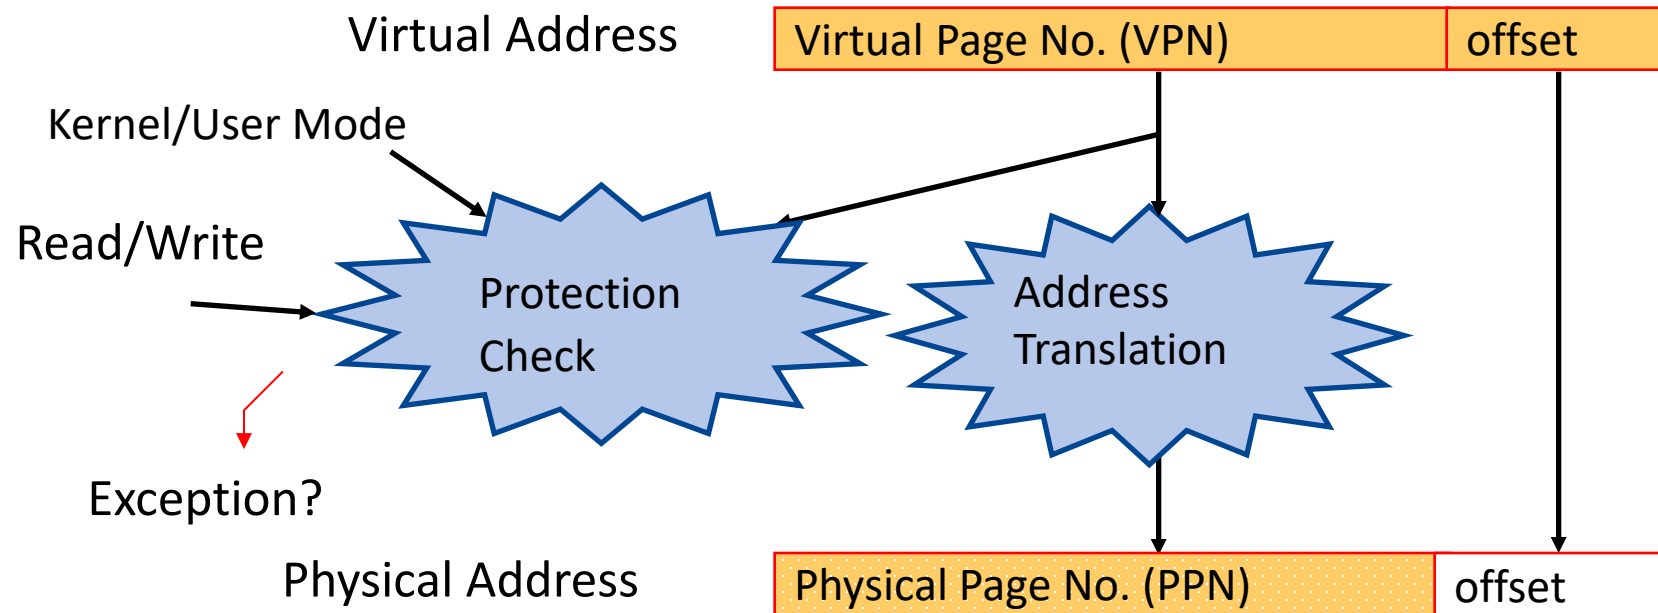 Virtual Address
Virtual Page No. (VPN)
offset
Kernel/User Mode
Read/Write
Protection
Check
Address
Translation
Exception?
Physical Address
Physical Page No. (PPN)
offset